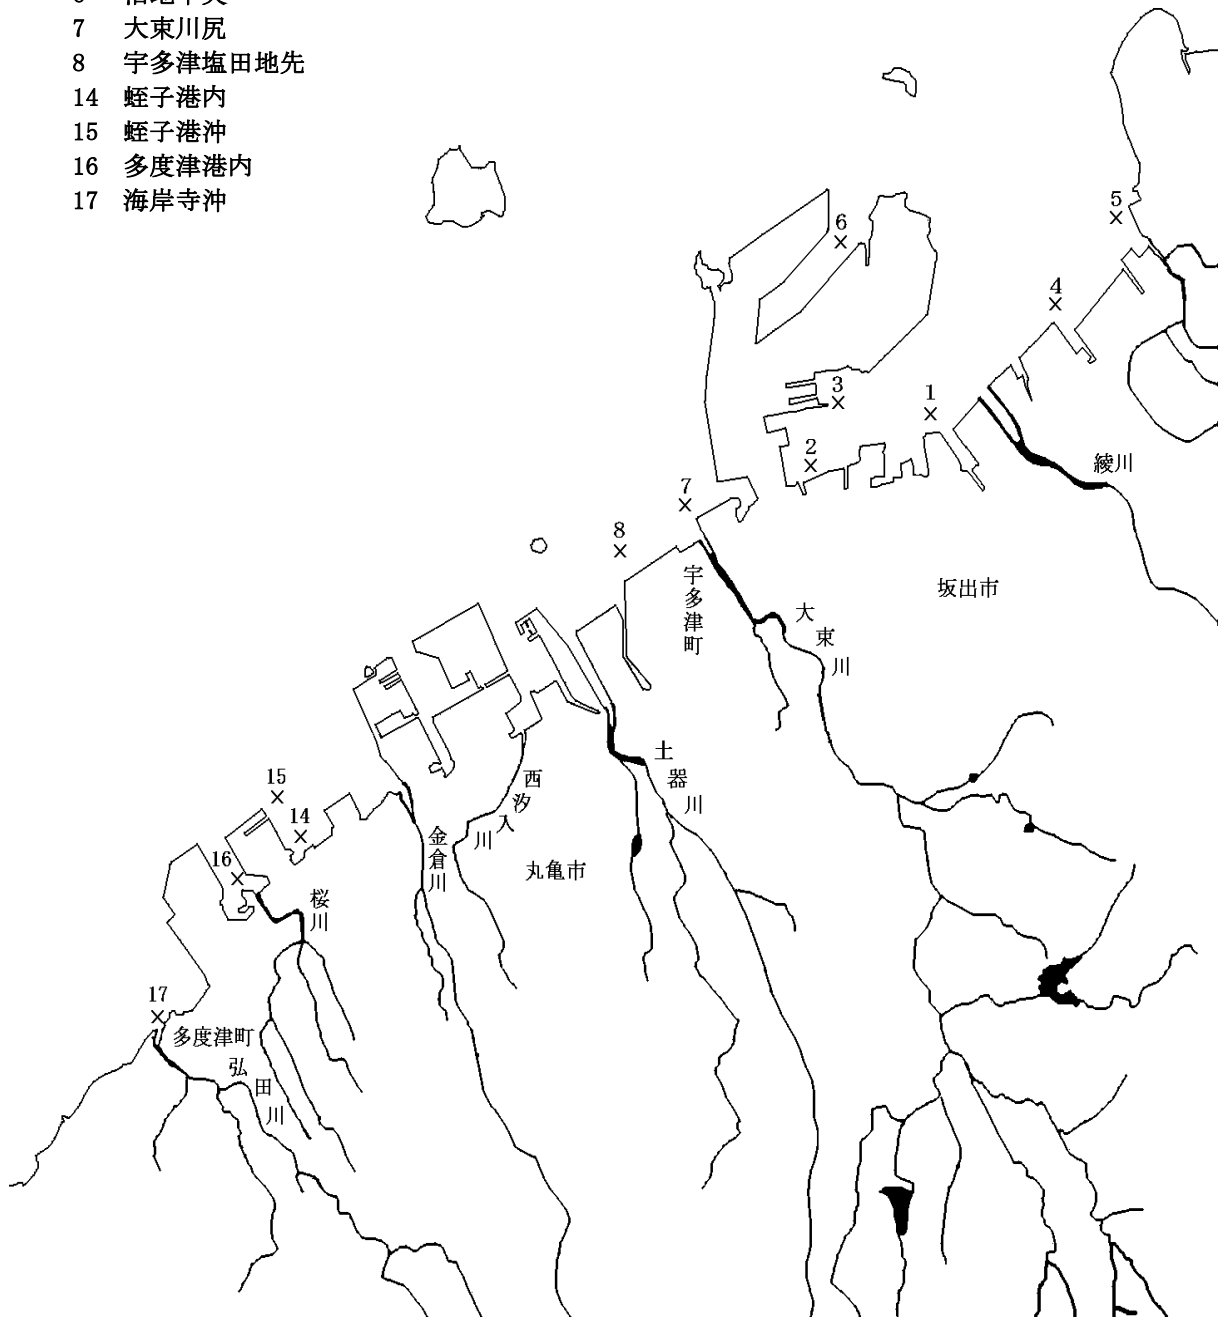 7 大束川尻
8 宇多津塩田地先
14 蛭子港内
15 蛭子港沖
16 多度津港内
17 海岸寺沖
5
6
4
3
1
2
綾川
7
8
宇多津町
坂出市
大束川
土器川
西汐入川
15
14
金倉川
丸亀市
16
桜川
17
多度津町
弘田川